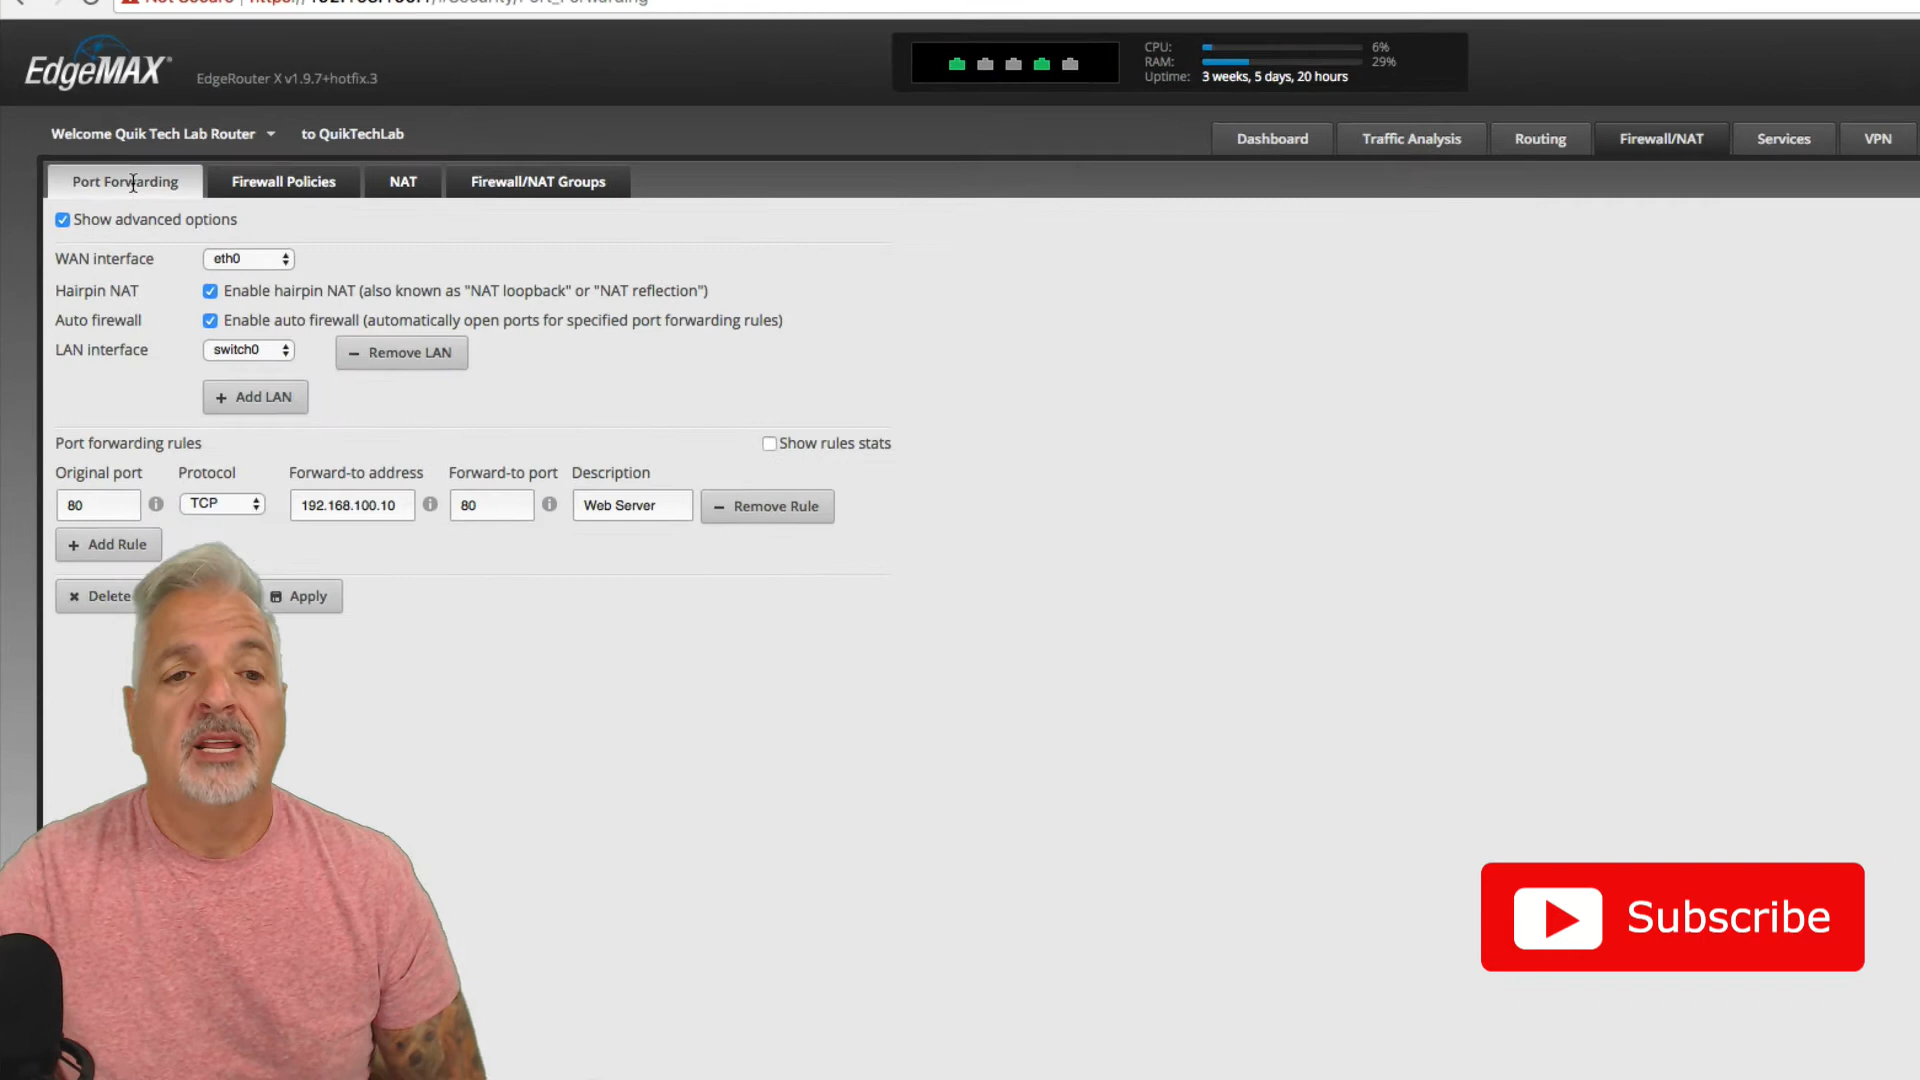 EdgeMAX
EdgeRouter X v1.9.7+hotfix.3
CPU: 6%
RAM: 29%
Uptime: 3 weeks, 5 days, 20 hours
Welcome Quik Tech Lab Router to QuikTechLab
Dashboard Traffic Analysis Routing Firewall/NAT Services VPN
Port Forwarding Firewall Policies NAT Firewall/NAT Groups
Show advanced options
WAN interface eth0
Hairpin NAT Enable hairpin NAT (also known as "NAT loopback" or "NAT reflection")
Auto firewall Enable auto firewall (automatically open ports for specified port forwarding rules)
LAN interface switch0 Remove LAN
+ Add LAN
Port forwarding rules Show rules stats
Original port Protocol Forward-to address Forward-to port Description
80 TCP 192.168.100.10 80 Web Server Remove Rule
+ Add Rule
Delete Apply
Subscribe